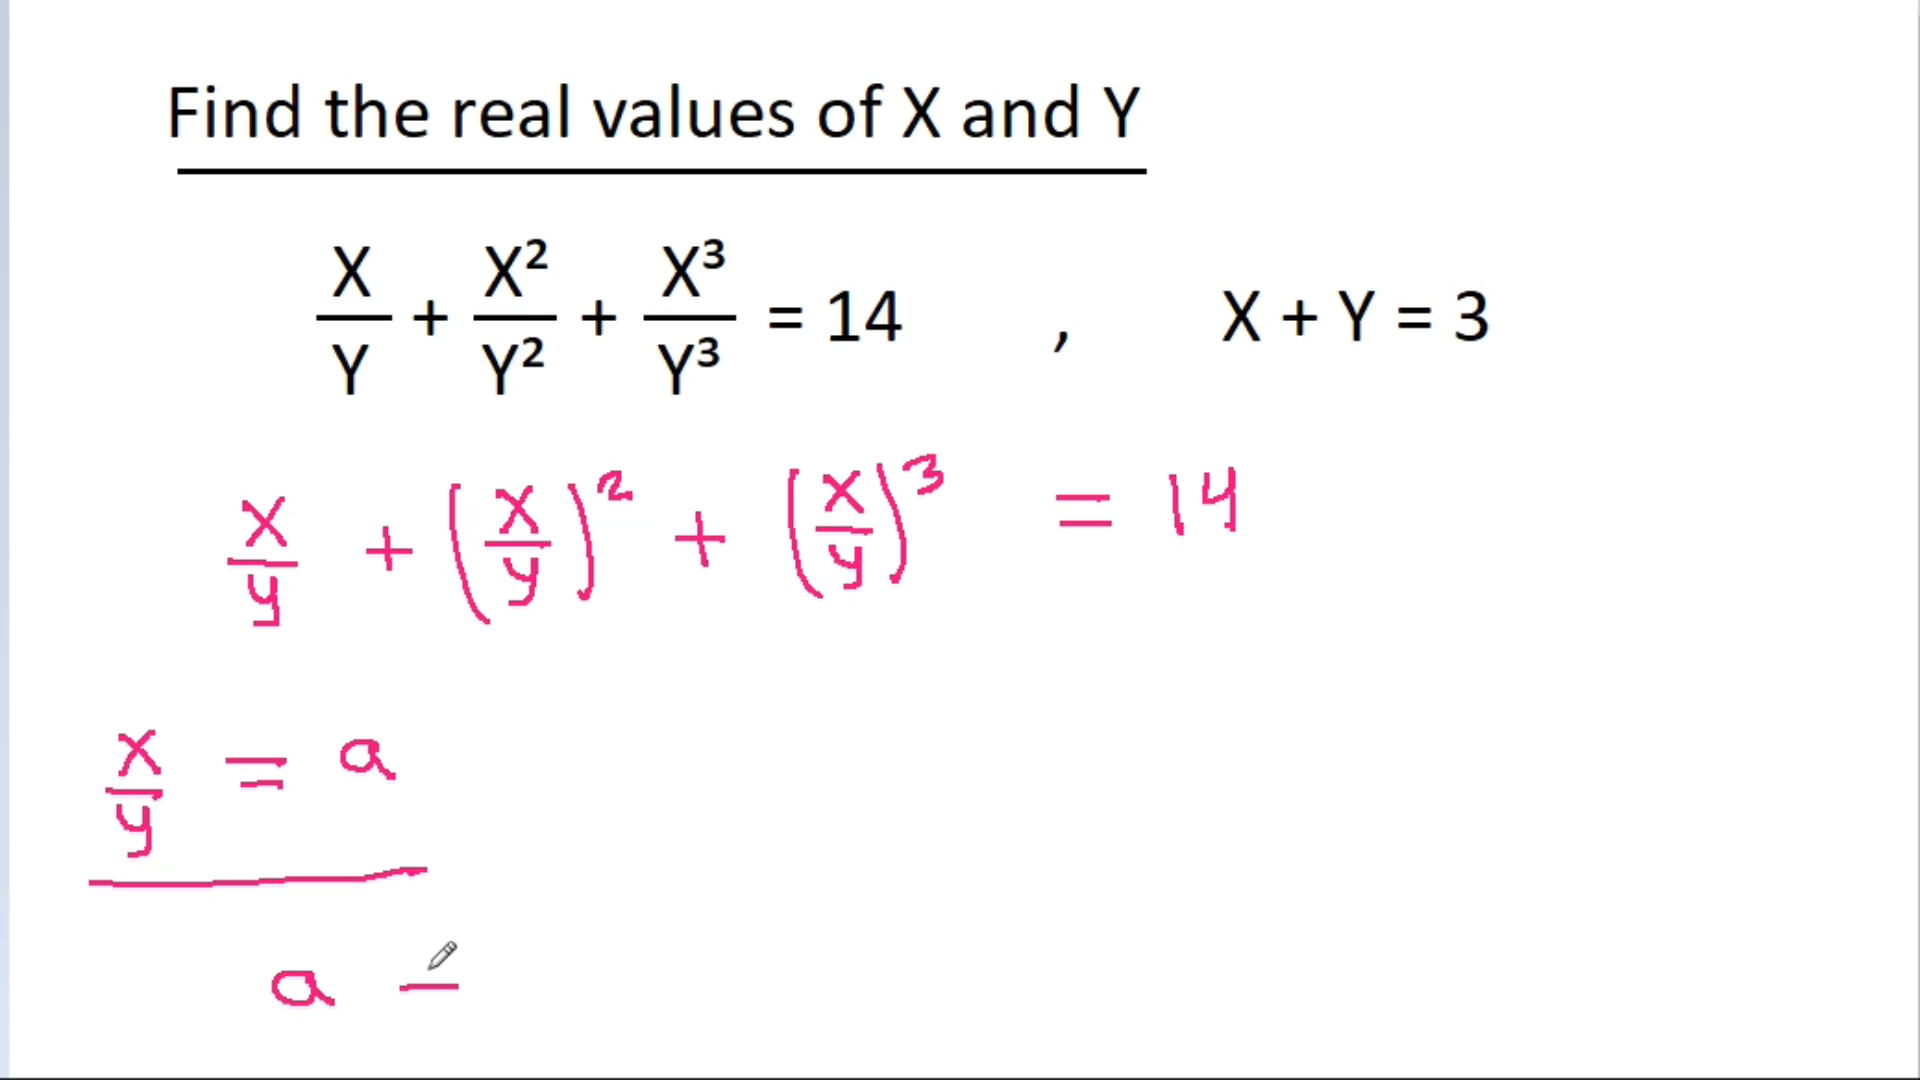 Find the real values of X and Y
X/Y + X²/Y² + X³/Y³ = 14 , X + Y = 3
x/y + (x/y)² + (x/y)³ = 14
x/y = a
a −